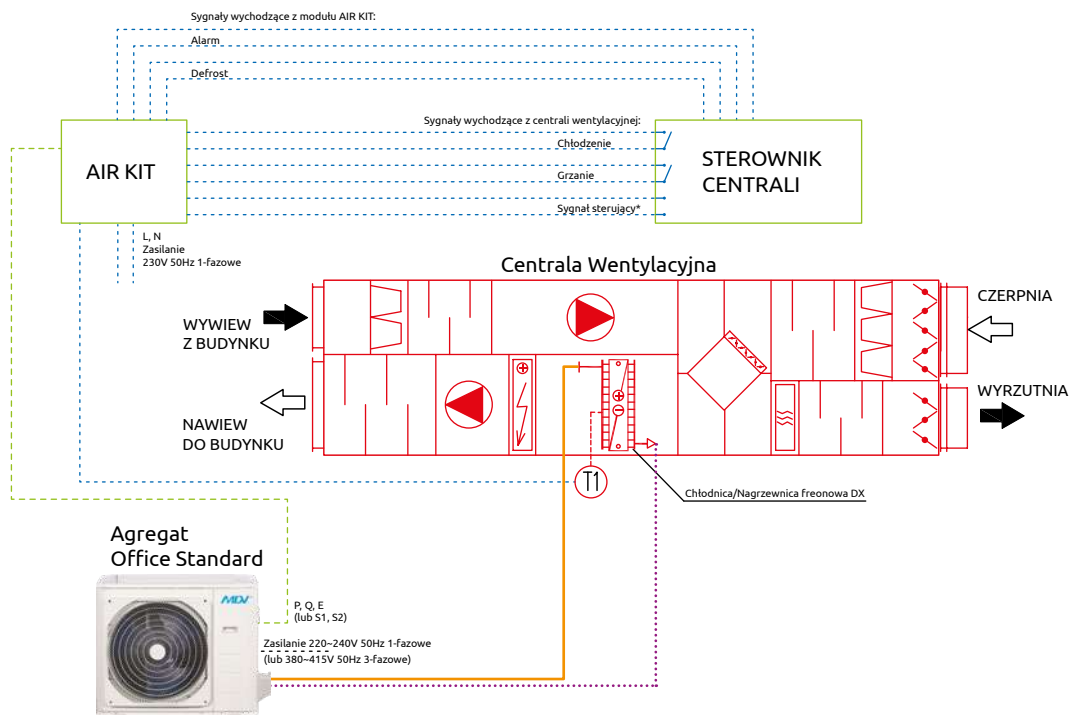 Sygnały wychodzące z modułu AIR KIT:
Alarm
Defrost
Sygnały wychodzące z centrali wentylacyjnej:
Chłodzenie
Grzanie
Sygnał sterujący*
AIR KIT
STEROWNIK
CENTRALI
L, N
Zasilanie
230V 50Hz 1-fazowe
Centrala Wentylacyjna
WYWIEW
Z BUDYNKU
CZERPNIA
NAWIEW
DO BUDYNKU
WYRZUTNIA
T1
Chłodnica/Nagrzewnica freonowa DX
Agregat
Office Standard
MDV
P, Q, E
(lub S1, S2)
Zasilanie 220~240V 50Hz 1-fazowe
(lub 380~415V 50Hz 3-fazowe)